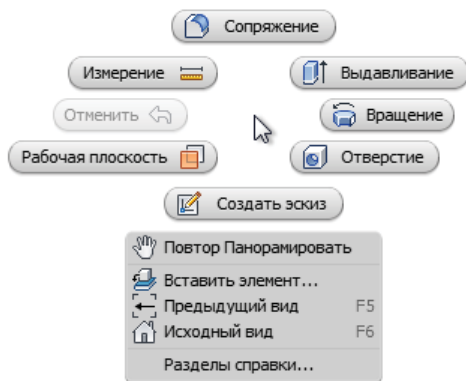 Сопряжение
Измерение
Выдавливание
Отменить
Вращение
Рабочая плоскость
Отверстие
Создать эскиз
Повтор Панорамировать
Вставить элемент...
Предыдущий вид F5
Исходный вид F6
Разделы справки...